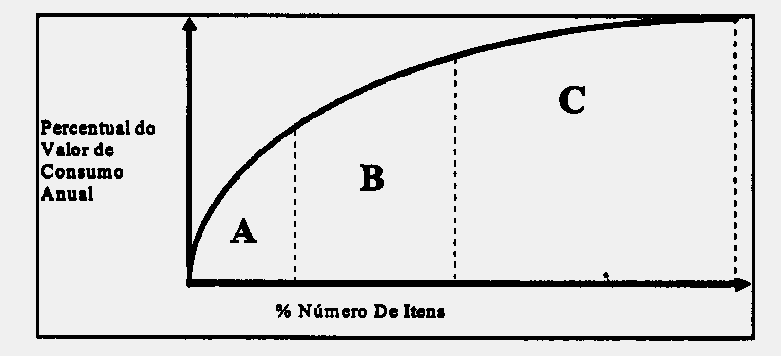 Percentual do
Valor de
Consumo
Anual
A
B
C
% Número De Itens